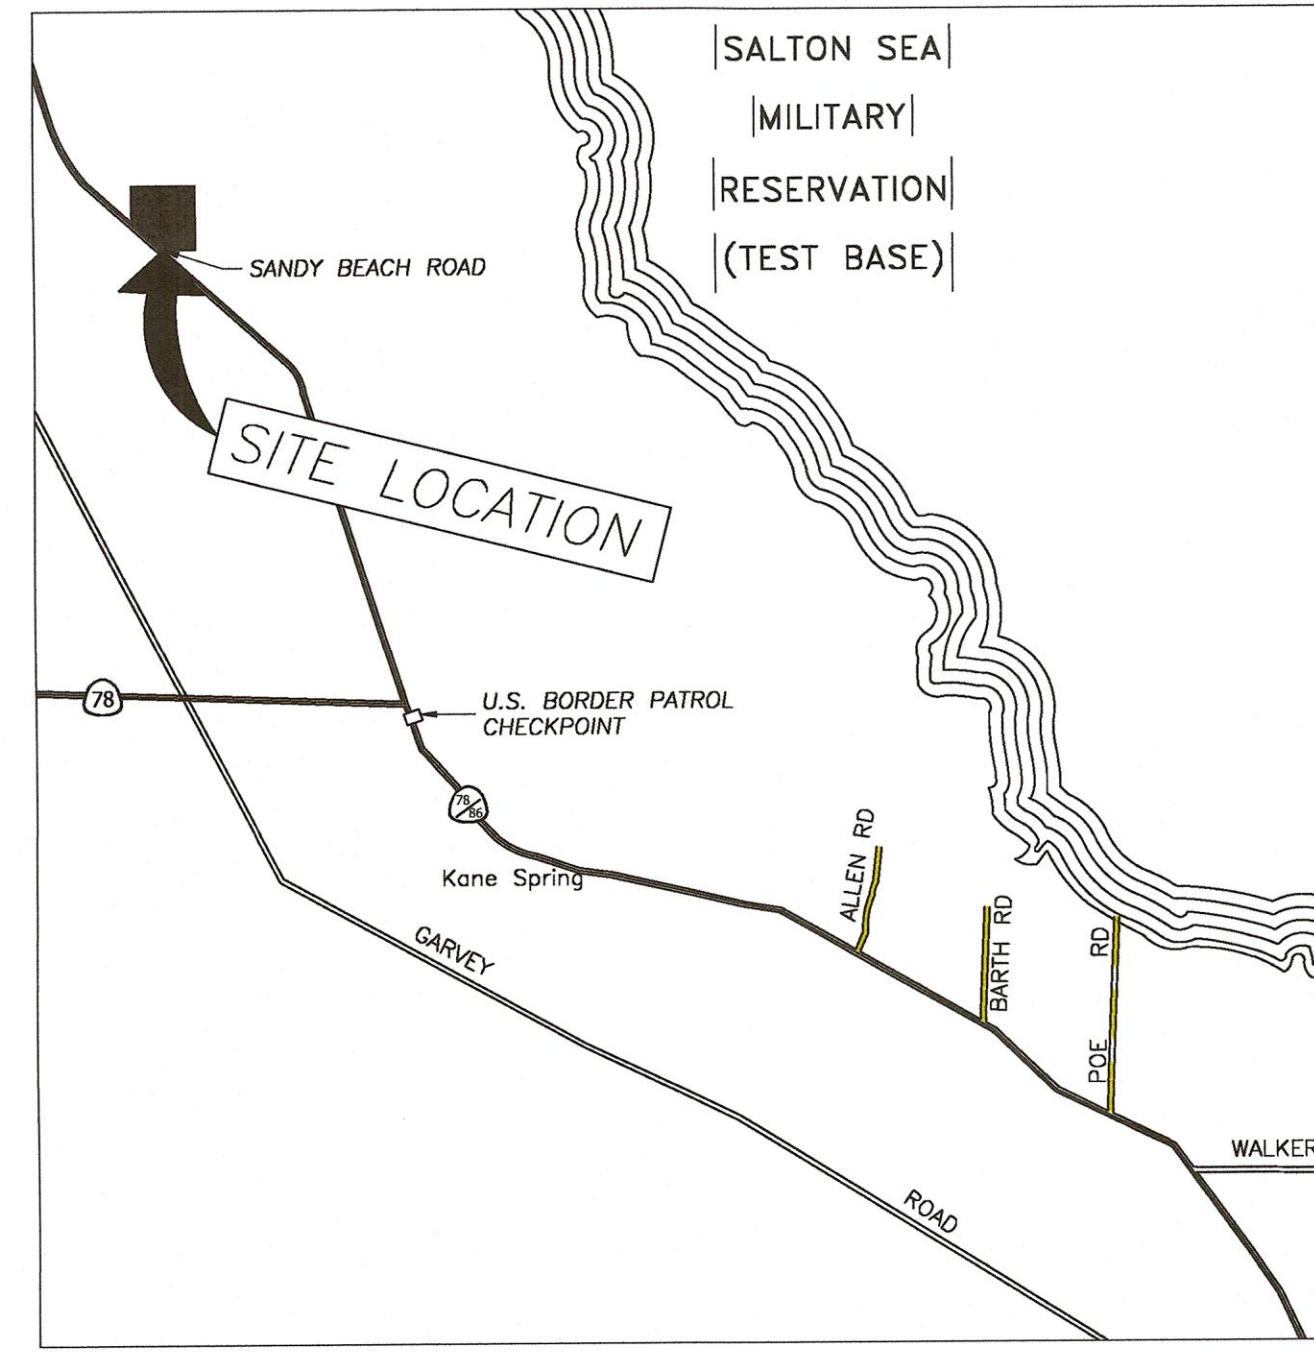 SALTON SEA
MILITARY
RESERVATION
(TEST BASE)
SANDY BEACH ROAD
SITE LOCATION
78
U.S. BORDER PATROL
CHECKPOINT
78/86
Kane Spring
ALLEN RD
BARTH RD
POE RD
GARVEY ROAD
WALKER